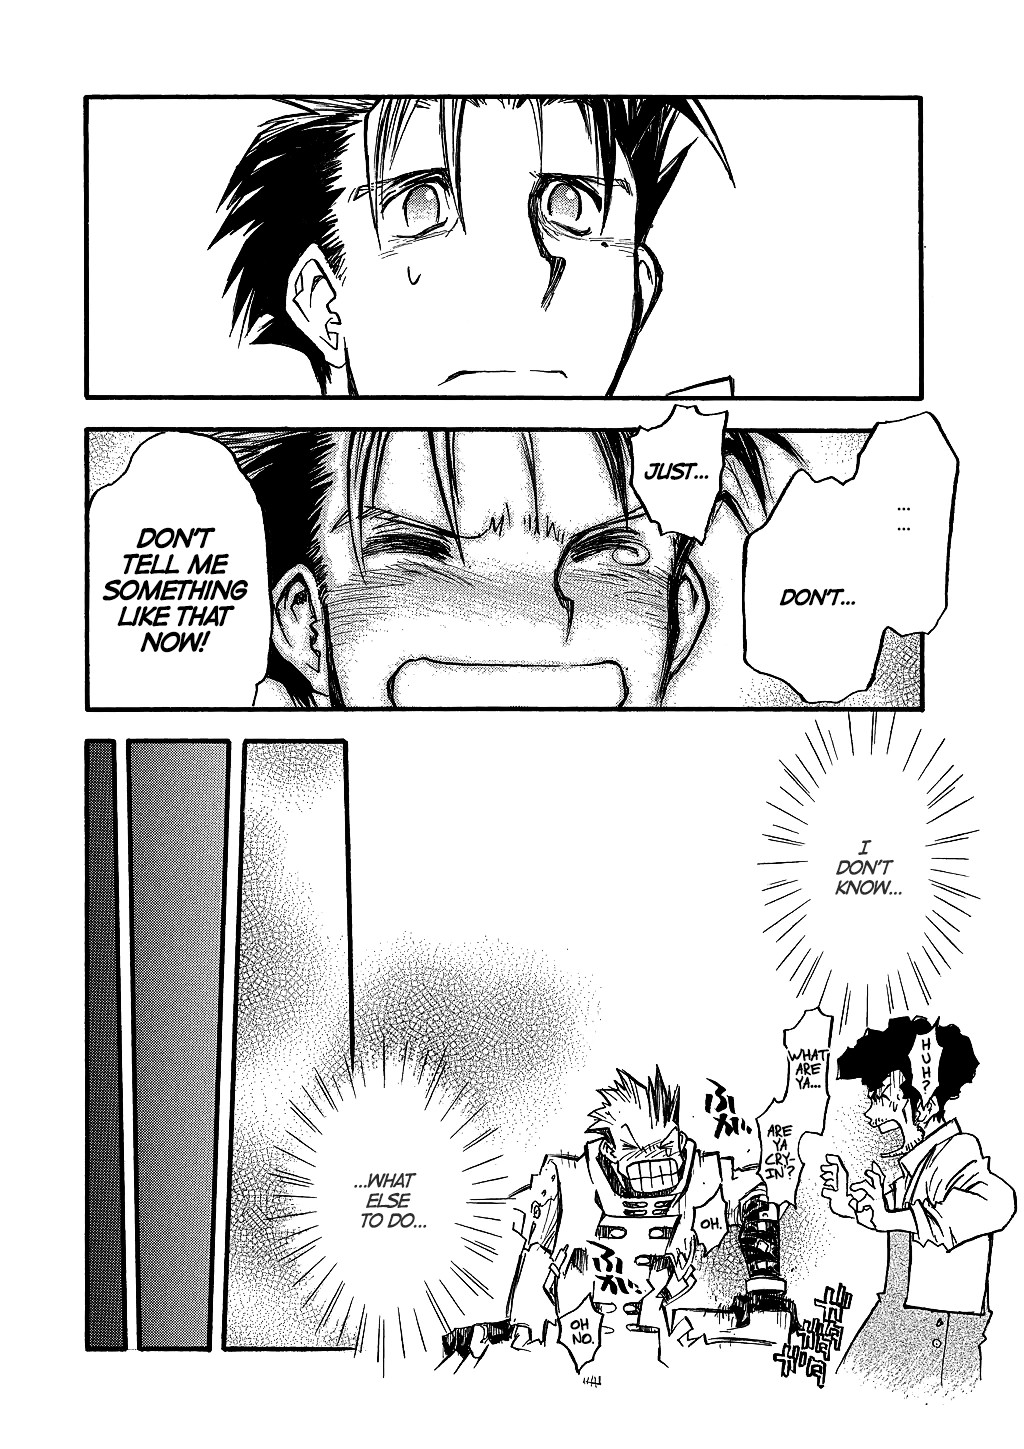 ...
...
DON'T...
JUST...
DON'T
TELL ME
SOMETHING
LIKE THAT
NOW!
I
DON'T
KNOW...
HUH?
WHAT
ARE
YA...
ARE
YA
CRY-
IN'?
OH.
OH
NO.
...WHAT
ELSE
TO DO...